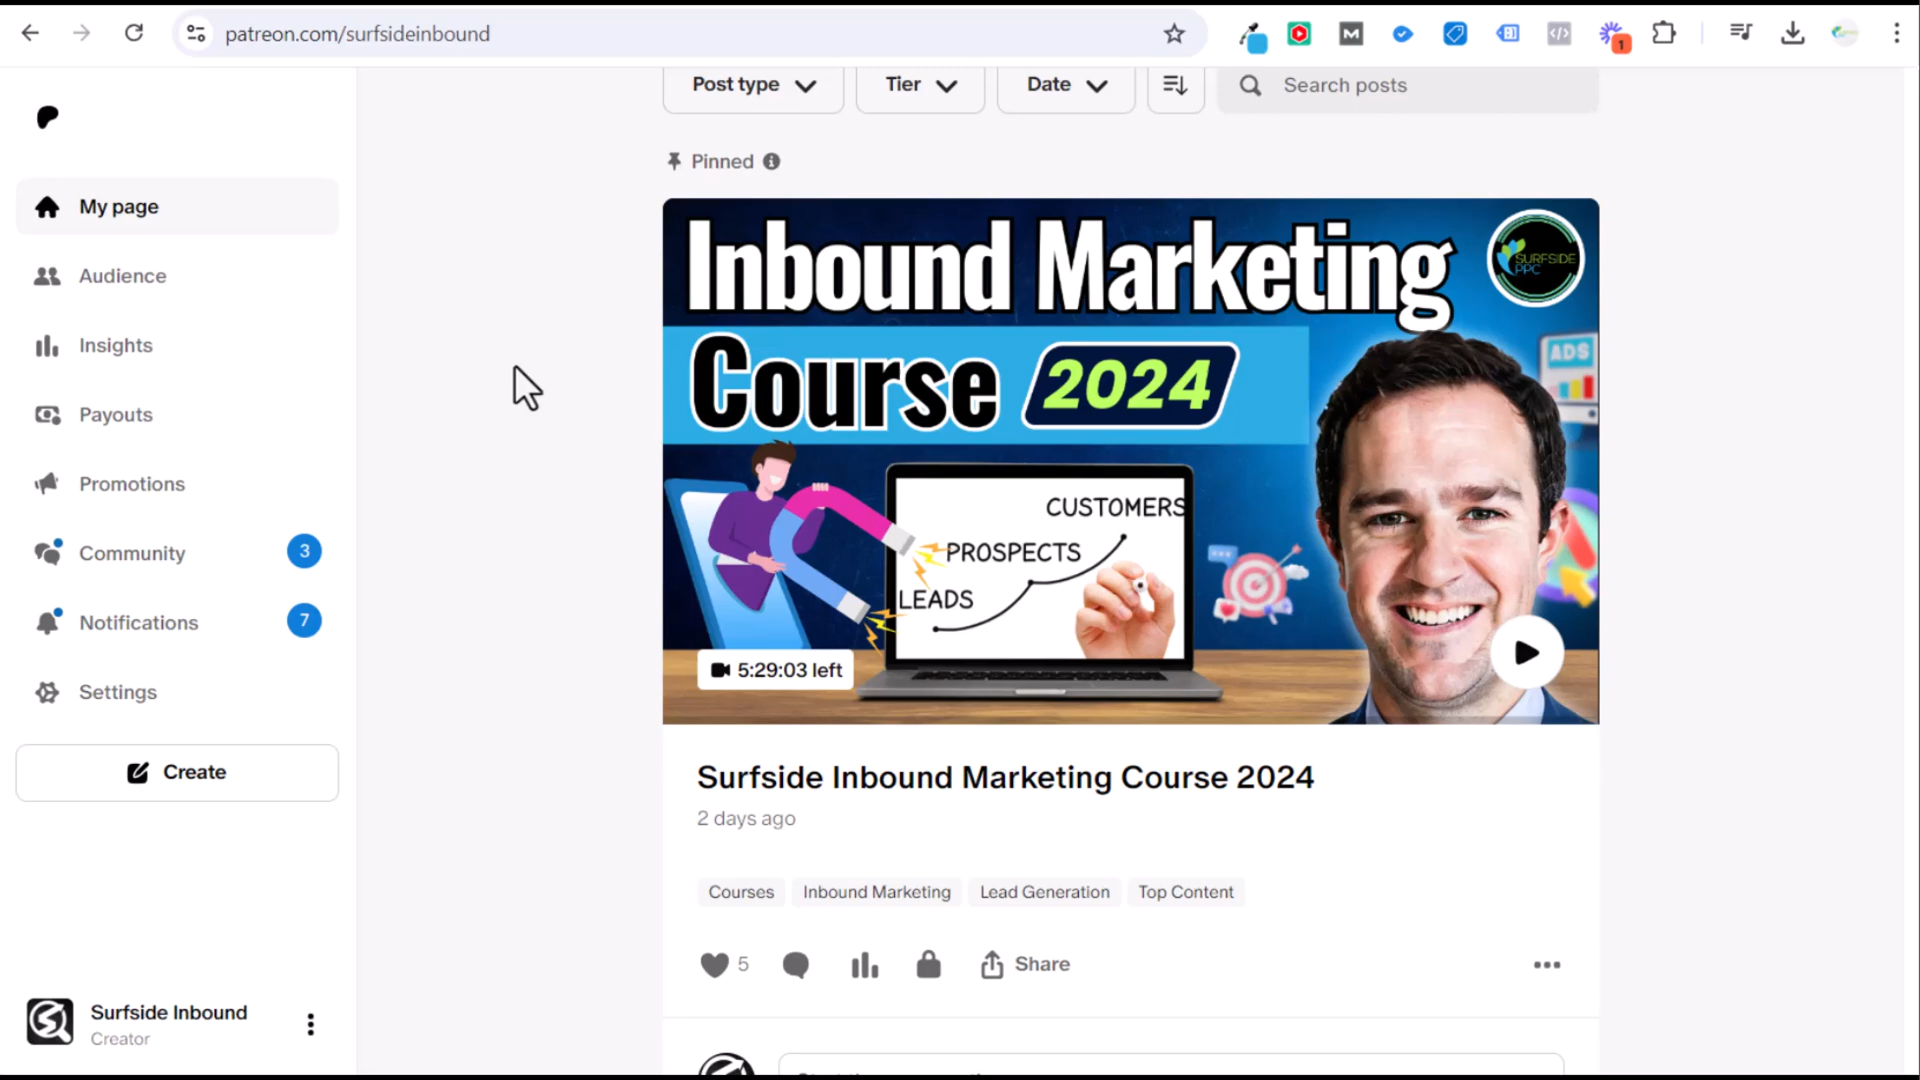 patreon.com/surfsideinbound
1
Post type
Tier
Date
Search posts
Pinned
My page
Audience
Insights
Payouts
Promotions
Community
3
Notifications
7
Settings
Create
Surfside Inbound
Creator
Inbound Marketing
Course 2024
SURFSIDE
PPC
ADS
CUSTOMERS
PROSPECTS
LEADS
5:29:03 left
Surfside Inbound Marketing Course 2024
2 days ago
Courses
Inbound Marketing
Lead Generation
Top Content
5
Share